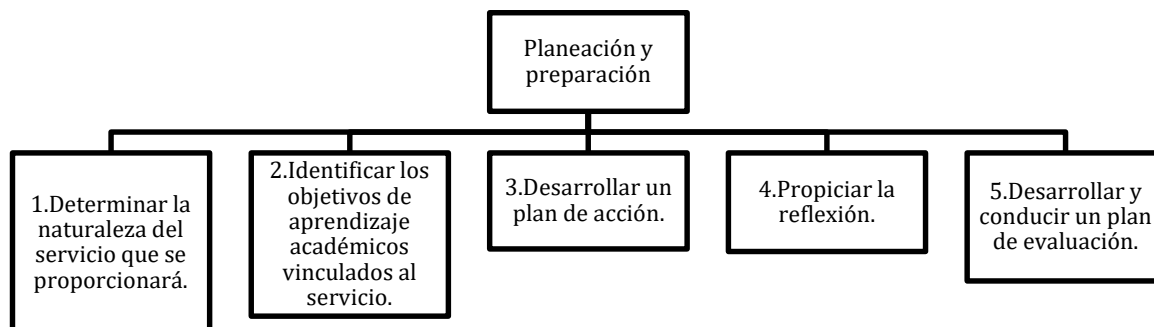 Planeación y
preparación
1.Determinar la
naturaleza del
servicio que se
proporcionará.
2.Identificar los
objetivos de
aprendizaje
académicos
vinculados al
servicio.
3.Desarrollar un
plan de acción.
4.Propiciar la
reflexión.
5.Desarrollar y
conducir un plan
de evaluación.